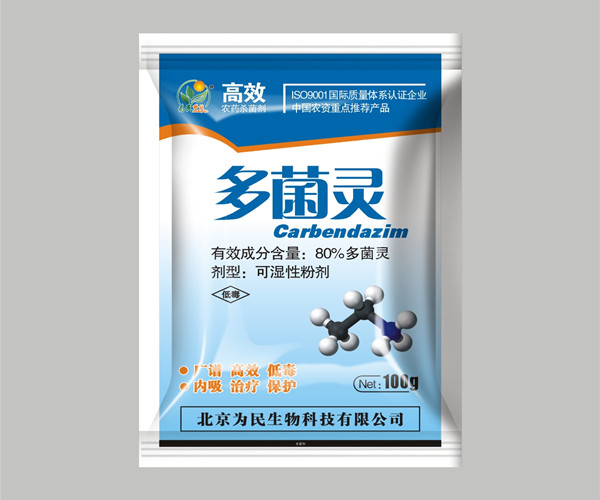 高效
农药杀菌剂
ISO9001国际质量体系认证企业
中国农资重点推荐产品
多菌灵
Carbendazim
有效成分含量：80%多菌灵
剂型：可湿性粉剂
低毒
广谱 高效 低毒
内吸 治疗 保护
Net: 100g
北京为民生物科技有限公司